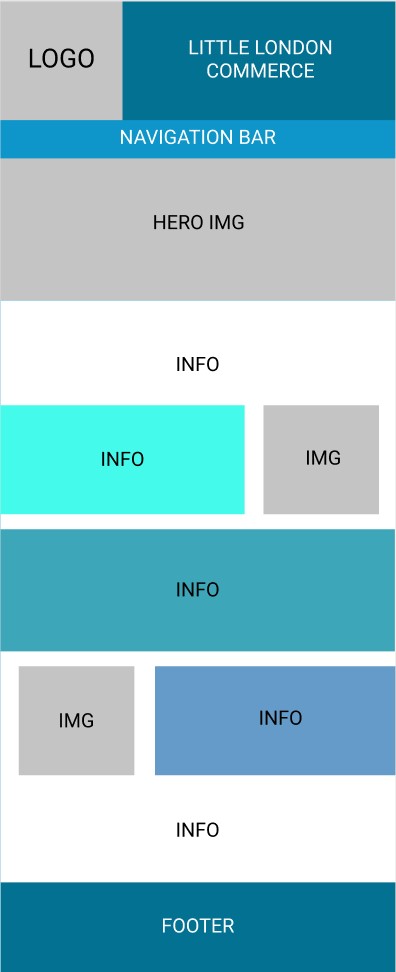 LOGO
LITTLE LONDON
COMMERCE
NAVIGATION BAR
HERO IMG
INFO
INFO
IMG
INFO
IMG
INFO
INFO
FOOTER